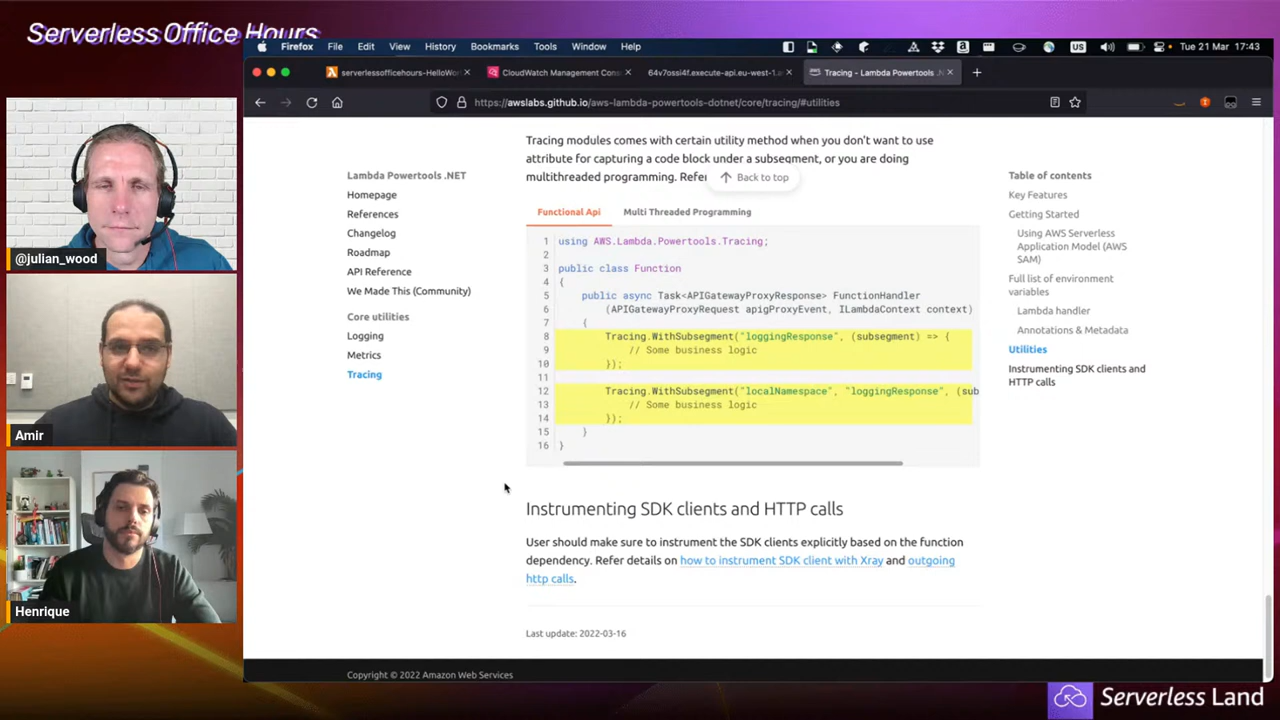 Serverless Office Hours
Firefox File Edit View History Bookmarks Tools Window Help
US
Tue 21 Mar 17:43
serverlessofficehours-HelloWor
CloudWatch Management Cons
64v7ossi4f.execute-api.eu-west-1.a
Tracing - Lambda Powertools .N
https://awslabs.github.io/aws-lambda-powertools-dotnet/core/tracing/#utilities
@julian_wood
Amir
Henrique
Lambda Powertools .NET
Homepage
References
Changelog
Roadmap
API Reference
We Made This (Community)
Core utilities
Logging
Metrics
Tracing
Tracing modules comes with certain utility method when you don't want to use
attribute for capturing a code block under a subsegment, or you are doing
multithreaded programming. Refer
Back to top
Functional Api Multi Threaded Programming
1 using AWS.Lambda.Powertools.Tracing;
2
3 public class Function
4 {
5 public async Task<APIGatewayProxyResponse> FunctionHandler
6 (APIGatewayProxyRequest apigProxyEvent, ILambdaContext context)
7 {
8 Tracing.WithSubsegment("loggingResponse", (subsegment) => {
9 // Some business logic
10 });
11
12 Tracing.WithSubsegment("localNamespace", "loggingResponse", (sub
13 // Some business logic
14 });
15 }
16 }
Instrumenting SDK clients and HTTP calls
User should make sure to instrument the SDK clients explicitly based on the function
dependency. Refer details on how to instrument SDK client with Xray and outgoing
http calls.
Last update: 2022-03-16
Copyright © 2022 Amazon Web Services
Table of contents
Key Features
Getting Started
Using AWS Serverless
Application Model (AWS
SAM)
Full list of environment
variables
Lambda handler
Annotations & Metadata
Utilities
Instrumenting SDK clients and
HTTP calls
Serverless Land